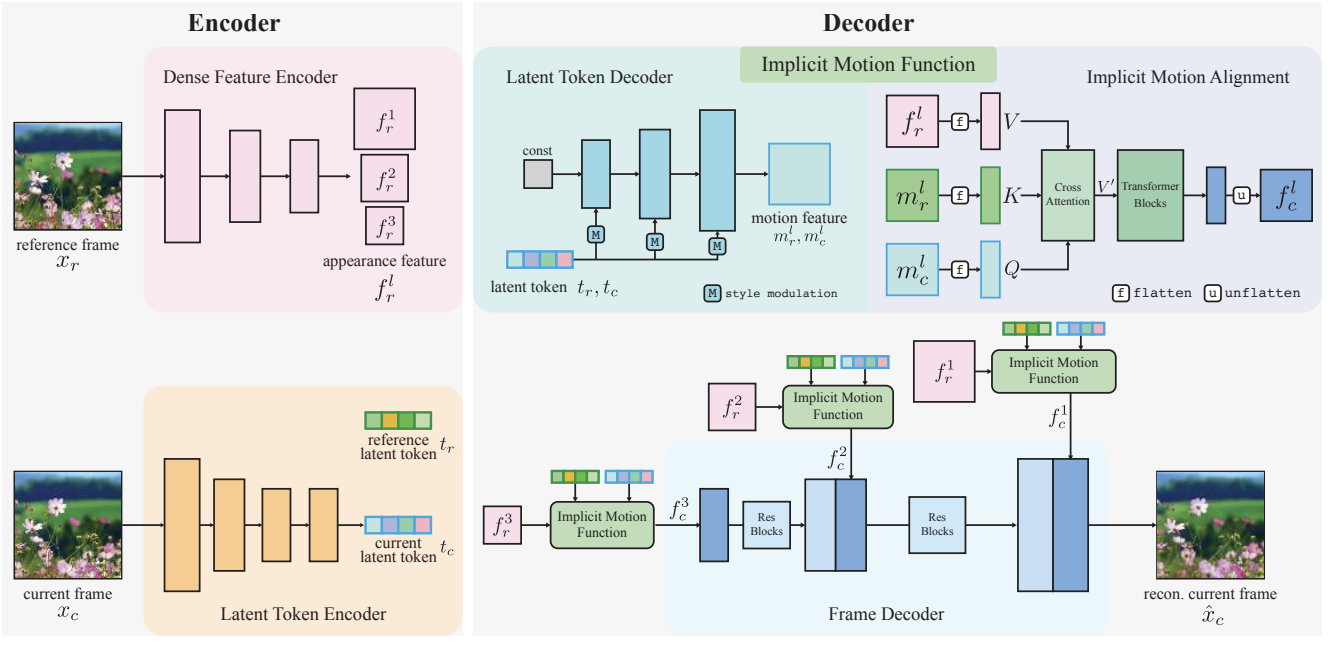 Encoder
Dense Feature Encoder
f_r^1
f_r^2
f_r^3
reference frame
x_r
appearance feature
f_r^l
reference
latent token t_r
current
latent token t_c
current frame
x_c
Latent Token Encoder
Decoder
Implicit Motion Function
Latent Token Decoder
const
M
M
M
motion feature
m_r^l, m_c^l
latent token t_r, t_c
M style modulation
Implicit Motion Alignment
f_r^l f V
m_r^l f K
m_c^l f Q
Cross
Attention
V'
Transformer
Blocks
u
f_c^l
f flatten u unflatten
f_r^1
Implicit Motion
Function
f_c^1
f_r^2
Implicit Motion
Function
f_c^2
f_r^3
Implicit Motion
Function
f_c^3
Res
Blocks
Res
Blocks
Frame Decoder
recon. current frame
x̂_c